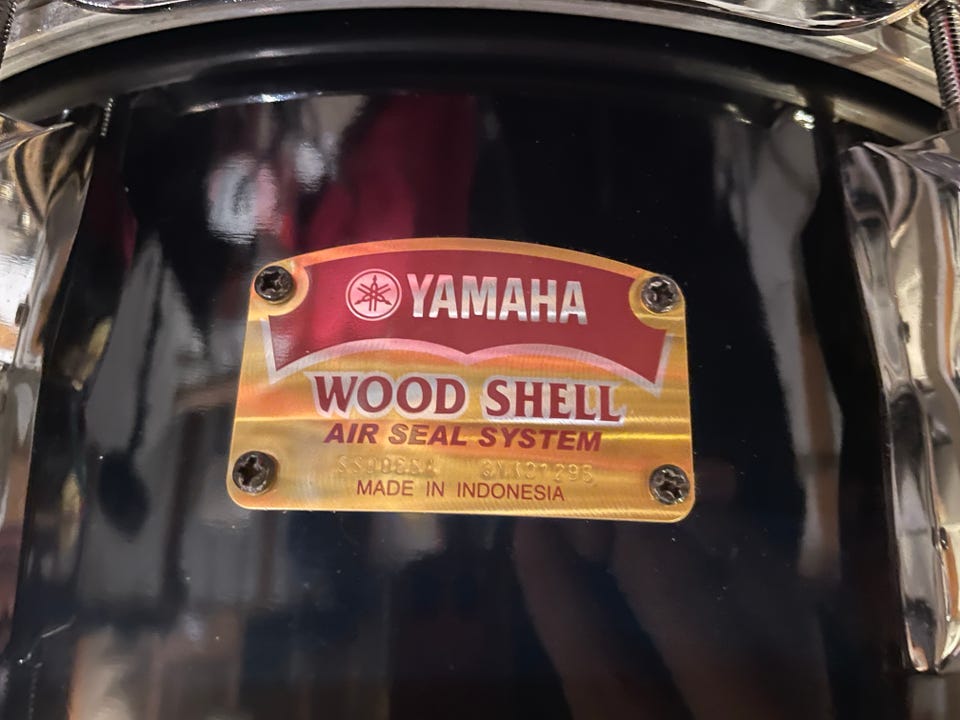 YAMAHA
WOOD SHELL
AIR SEAL SYSTEM
MADE IN INDONESIA